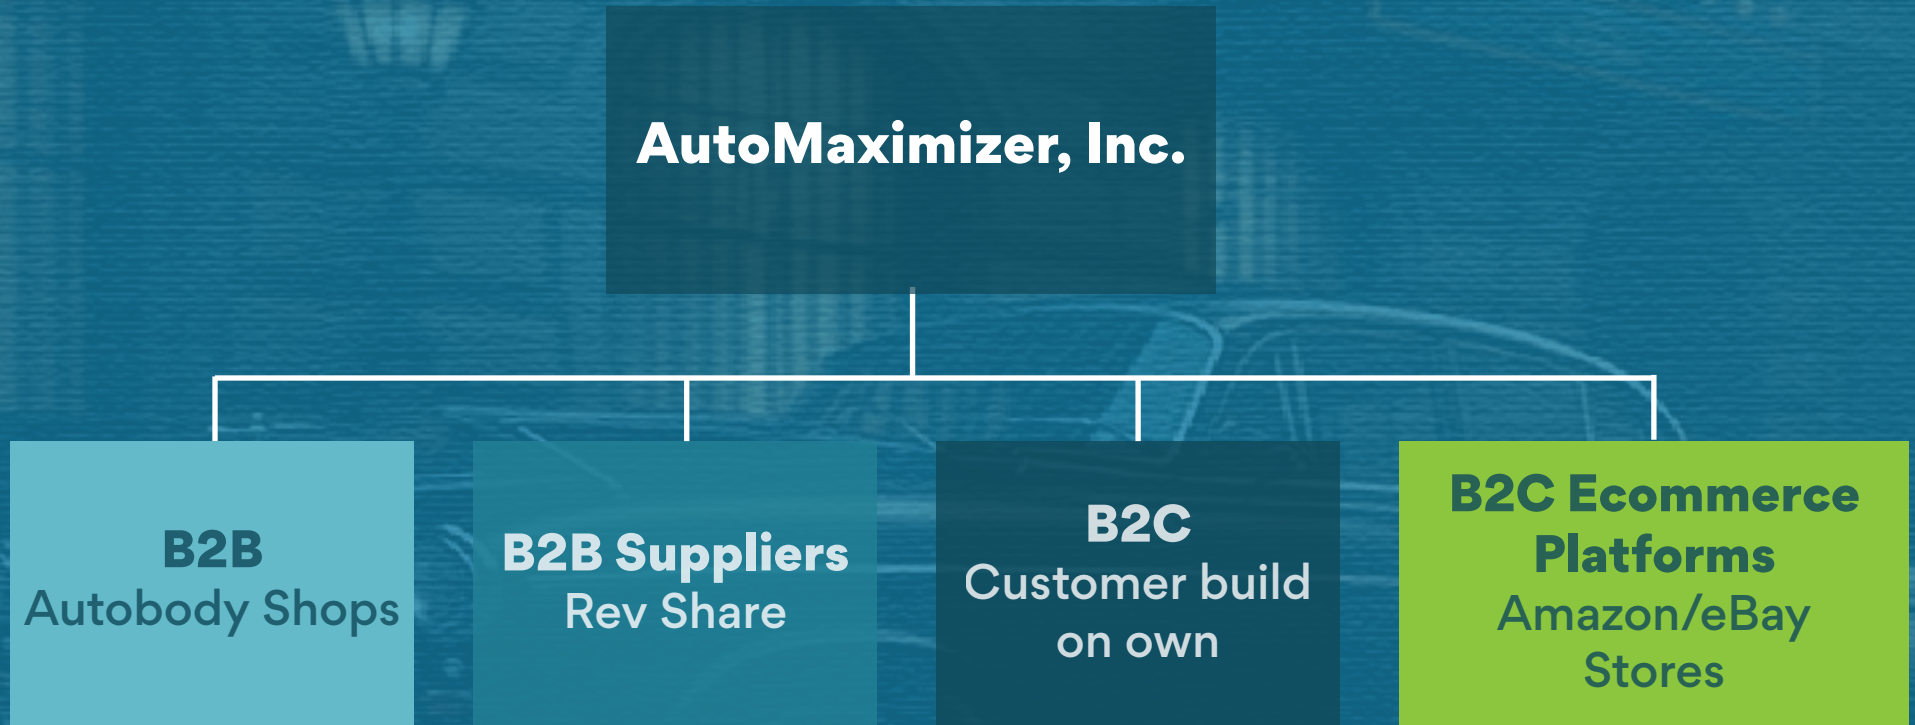 AutoMaximizer, Inc.
B2B
Autobody Shops
B2B Suppliers
Rev Share
B2C
Customer build
on own
B2C Ecommerce
Platforms
Amazon/eBay
Stores